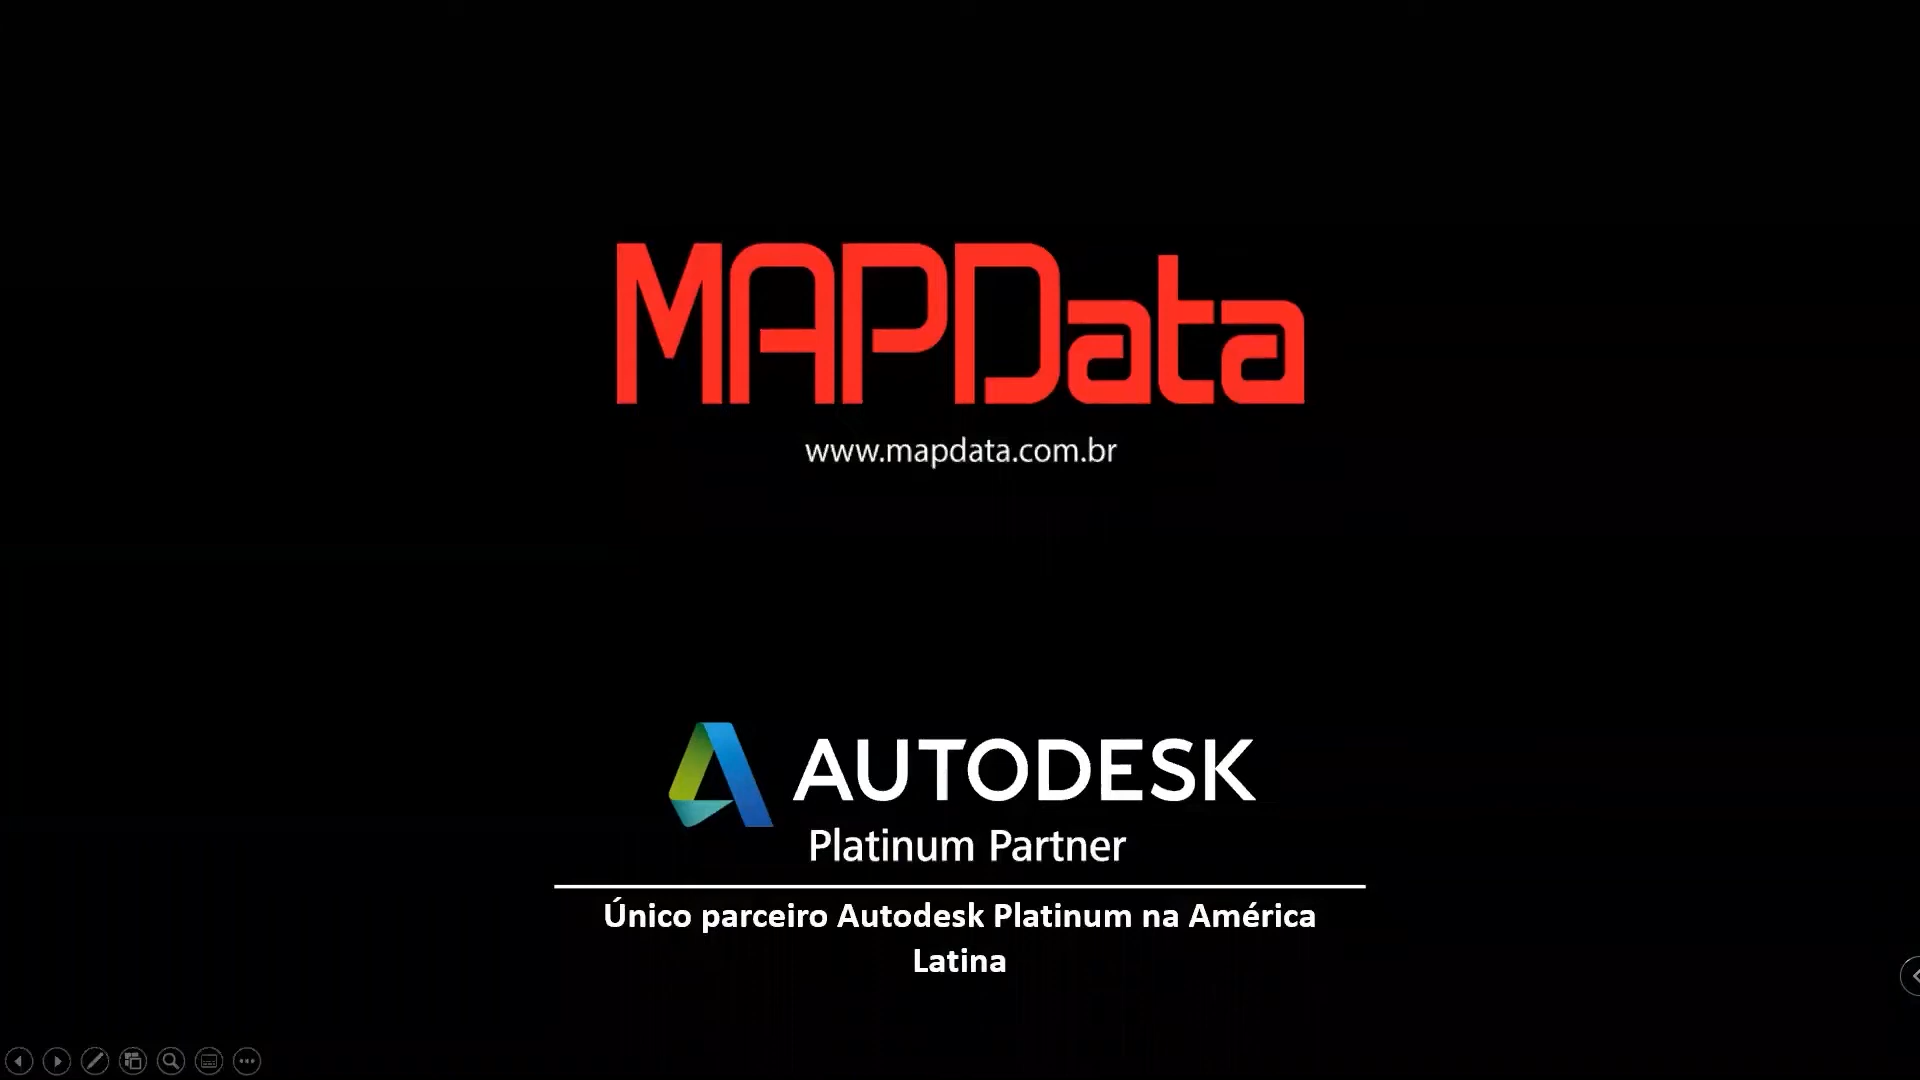 MAPData
www.mapdata.com.br
AUTODESK
Platinum Partner
Único parceiro Autodesk Platinum na América
Latina